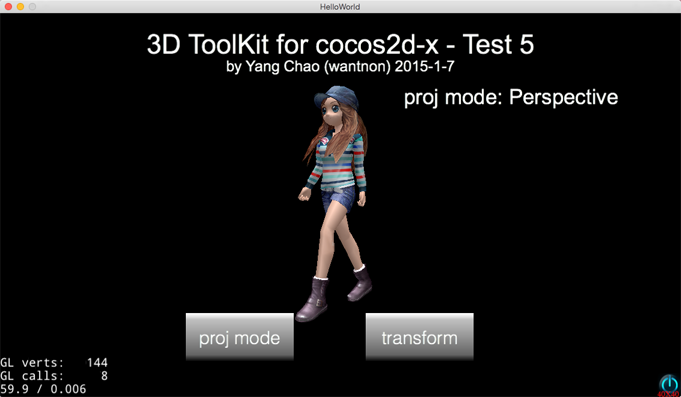 HelloWorld
3D ToolKit for cocos2d-x - Test 5
by Yang Chao (wantnon) 2015-1-7
proj mode: Perspective
proj mode
transform
GL verts: 144
GL calls: 8
59.9 / 0.006